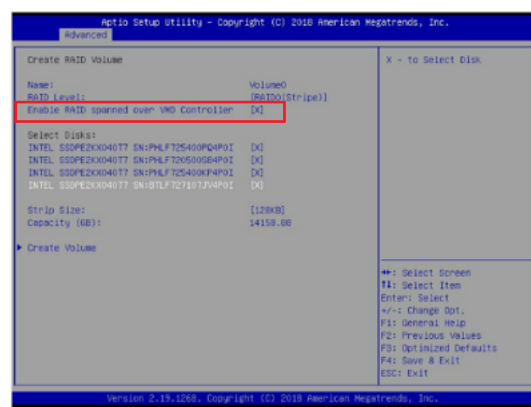 Aptio Setup Utility - Copyright (C) 2018 American Megatrends, Inc.
Advanced
Create RAID Volume
X - to Select Disk
Name: Volume0
RAID Level: [RAID0(Stripe)]
Enable RAID spanned over VMD Controller [X]
Select Disks:
INTEL SSDPE2KX040T7 SN:PHLF725400PQ4P0I [X]
INTEL SSDPE2KX040T7 SN:PHLF720500S84P0I [X]
INTEL SSDPE2KX040T7 SN:PHLF725400KP4P0I [X]
INTEL SSDPE2KX040T7 SN:BTLF727107JV4P0I [X]
Strip Size: [128KB]
Capacity (GB): 14158.08
Create Volume
→←: Select Screen
↑↓: Select Item
Enter: Select
+/-: Change Opt.
F1: General Help
F2: Previous Values
F3: Optimized Defaults
F4: Save & Exit
ESC: Exit
Version 2.19.1268. Copyright (C) 2018 American Megatrends, Inc.